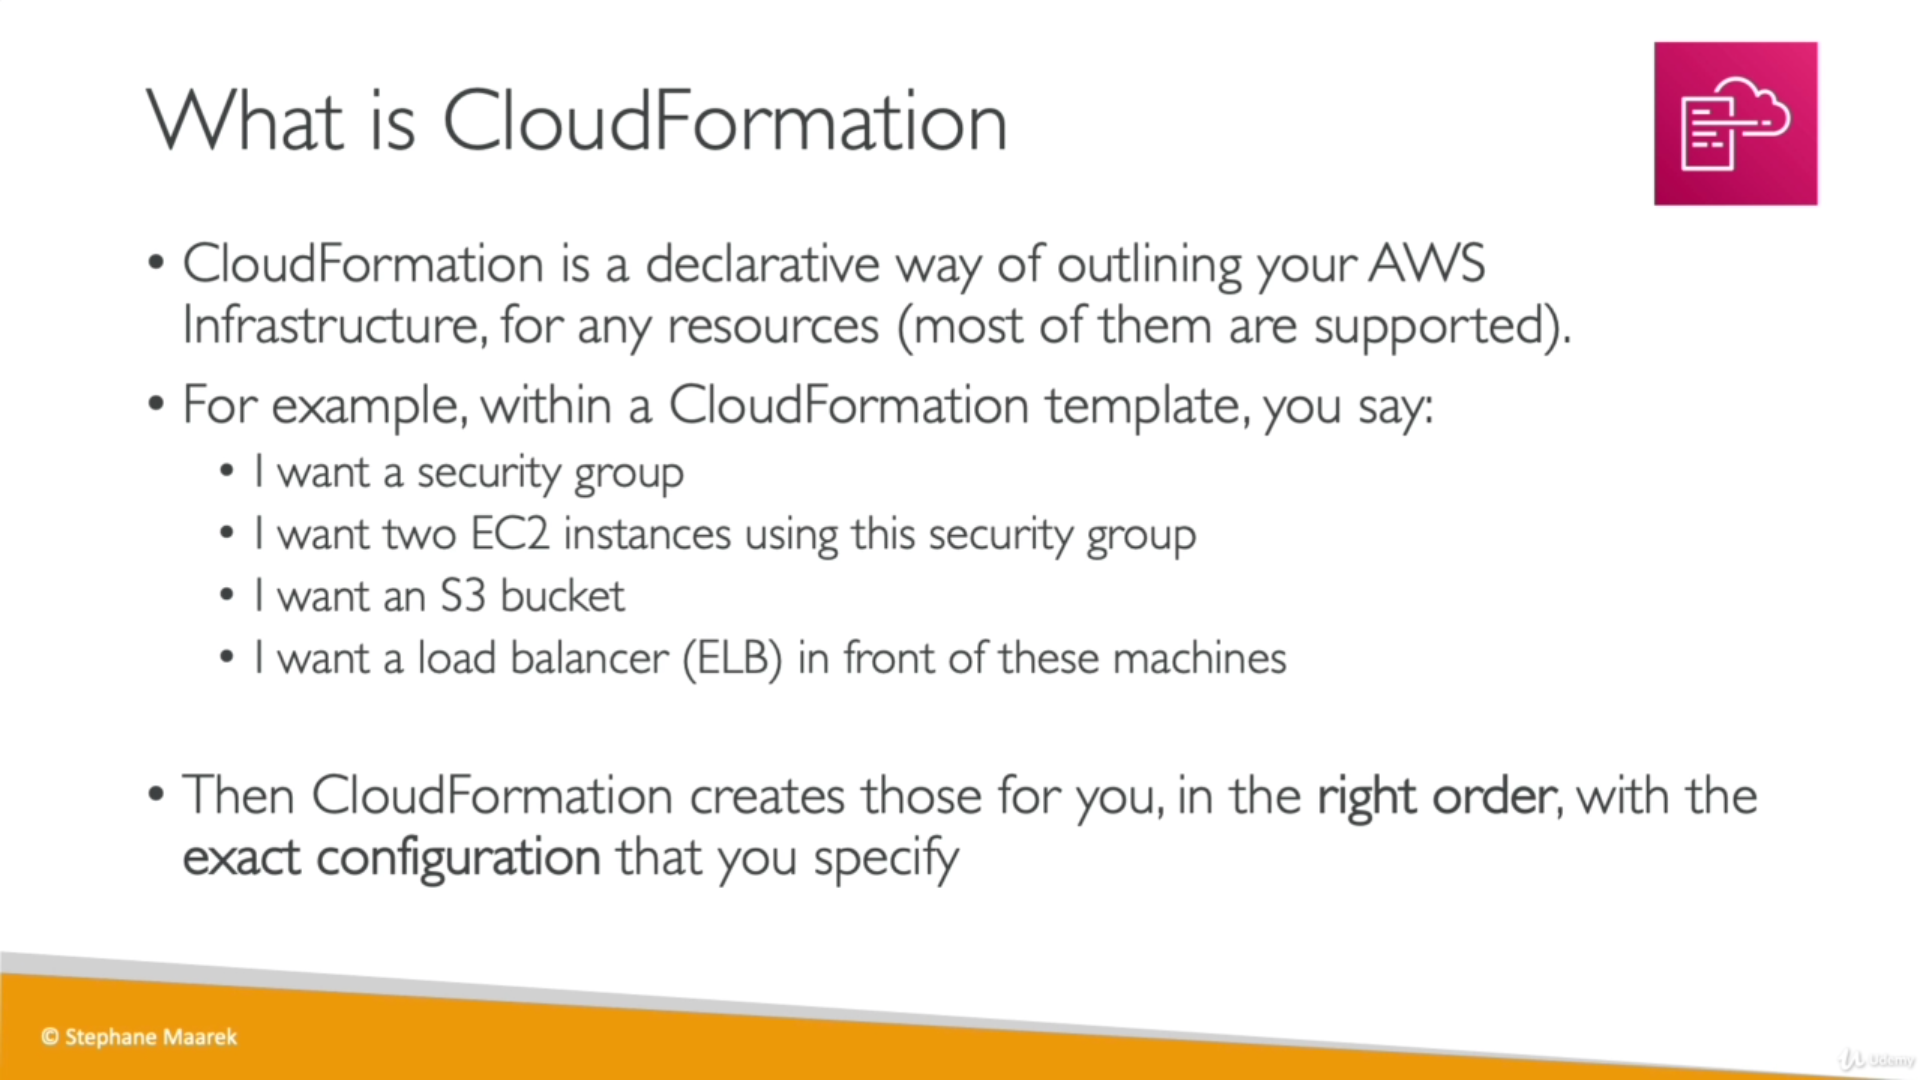 What is CloudFormation
• CloudFormation is a declarative way of outlining your AWS
Infrastructure, for any resources (most of them are supported).
• For example, within a CloudFormation template, you say:
• I want a security group
• I want two EC2 instances using this security group
• I want an S3 bucket
• I want a load balancer (ELB) in front of these machines
• Then CloudFormation creates those for you, in the right order, with the
exact configuration that you specify
© Stephane Maarek
Udemy